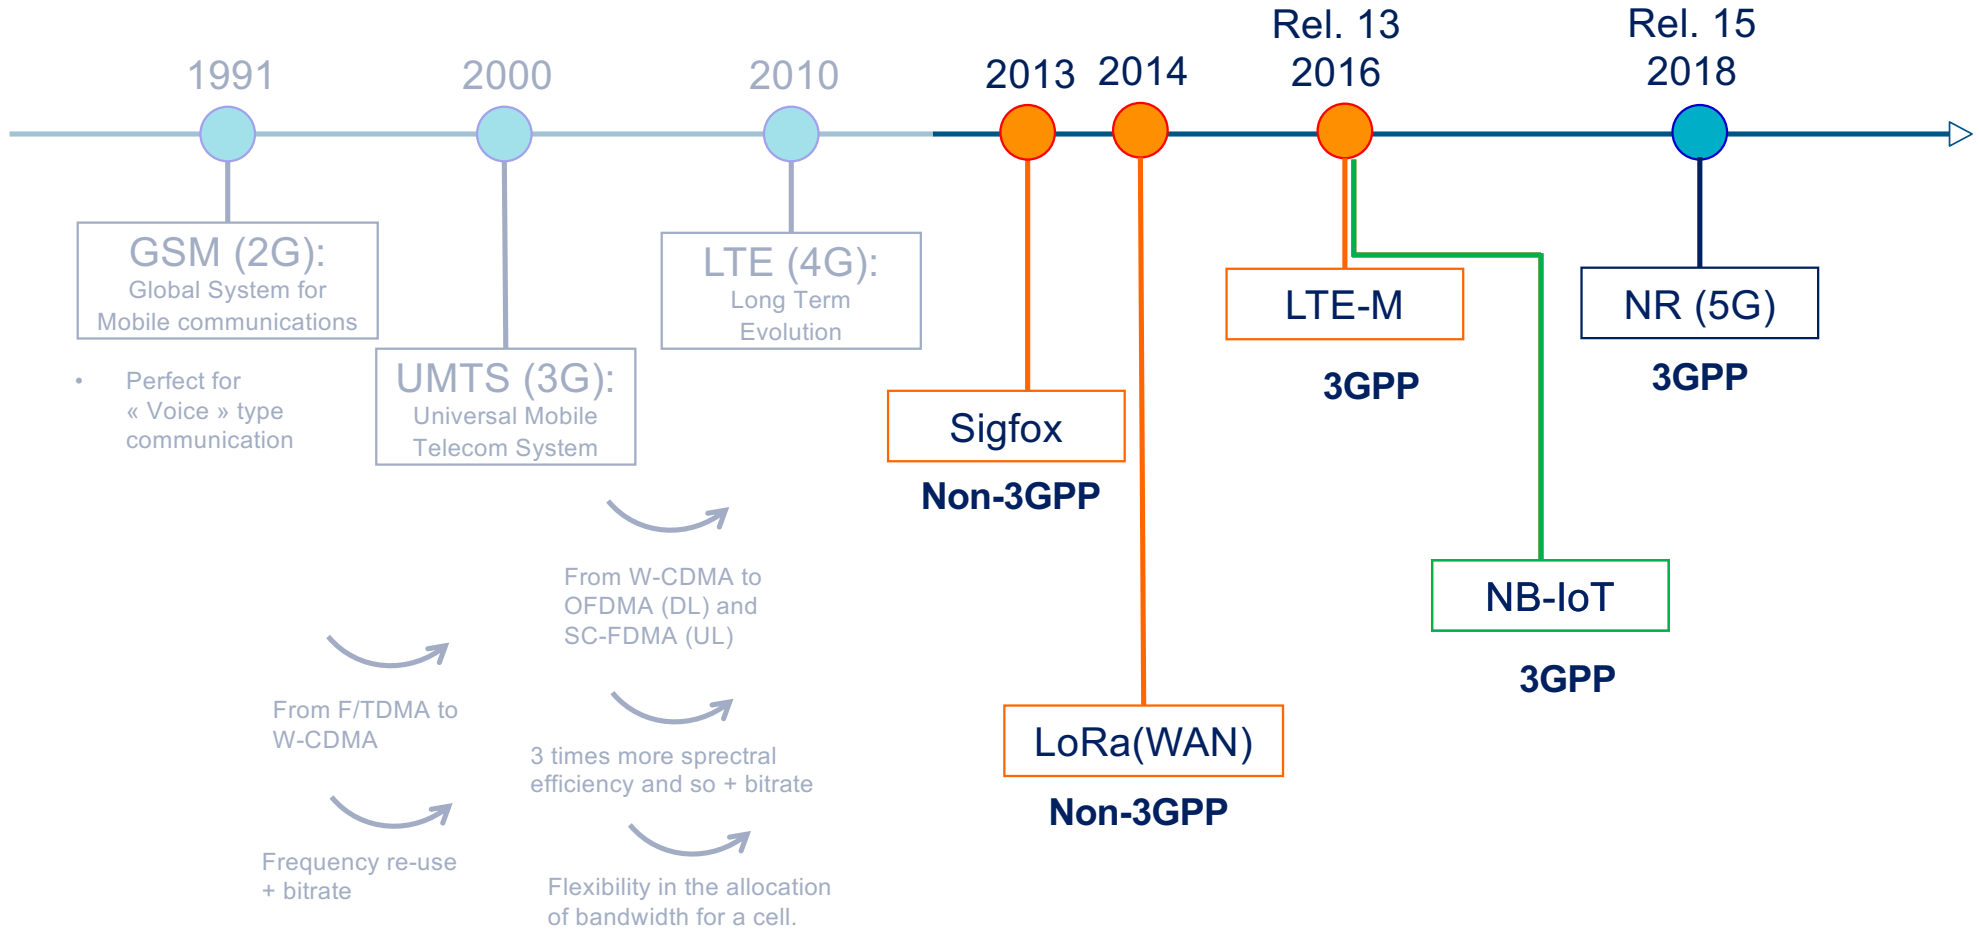 Rel. 13
Rel. 15
1991
2000
2010
2013
2014
2016
2018
GSM (2G):
Global System for
Mobile communications
• Perfect for
« Voice » type
communication
UMTS (3G):
Universal Mobile
Telecom System
LTE (4G):
Long Term
Evolution
Sigfox
Non-3GPP
LTE-M
3GPP
NR (5G)
3GPP
NB-IoT
3GPP
LoRa(WAN)
Non-3GPP
From F/TDMA to
W-CDMA
Frequency re-use
+ bitrate
From W-CDMA to
OFDMA (DL) and
SC-FDMA (UL)
3 times more sprectral
efficiency and so + bitrate
Flexibility in the allocation
of bandwidth for a cell.